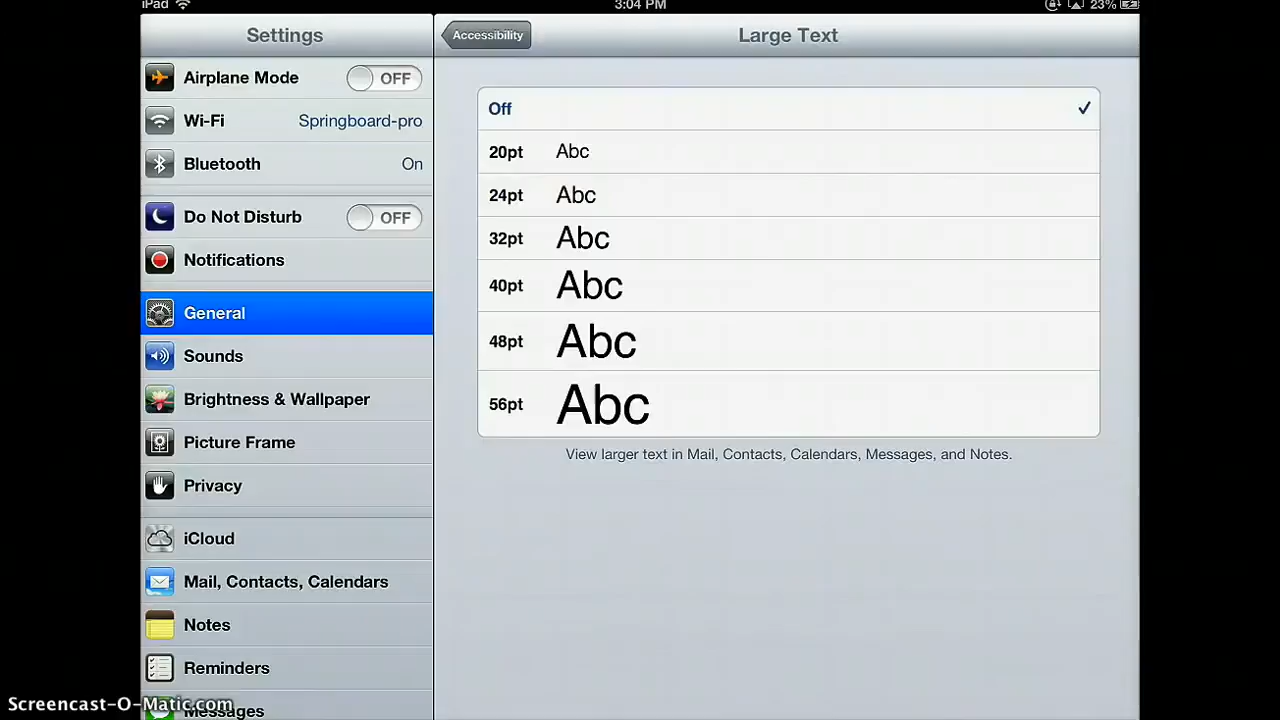 iPad 3:04 PM 23%
Settings
Accessibility
Large Text
Airplane Mode OFF
Wi-Fi Springboard-pro
Bluetooth On
Do Not Disturb OFF
Notifications
General
Sounds
Brightness & Wallpaper
Picture Frame
Privacy
iCloud
Mail, Contacts, Calendars
Notes
Reminders
Messages
Off
20pt Abc
24pt Abc
32pt Abc
40pt Abc
48pt Abc
56pt Abc
View larger text in Mail, Contacts, Calendars, Messages, and Notes.
Screencast-O-Matic.com